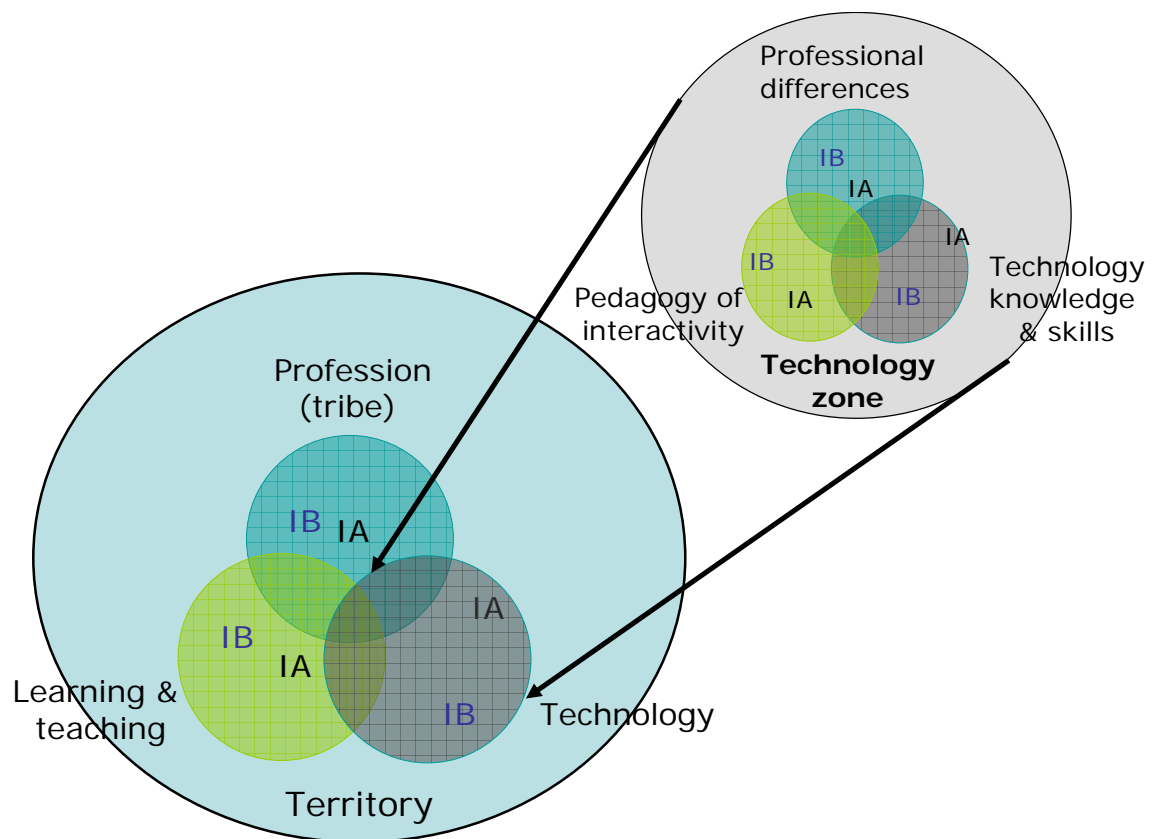 Professional
differences
IB
IA
IB
IA
IA
IB
Pedagogy of
interactivity
Technology
knowledge
& skills
Technology
zone
Profession
(tribe)
IB
IA
IB
IA
IA
IB
Learning &
teaching
Technology
Territory